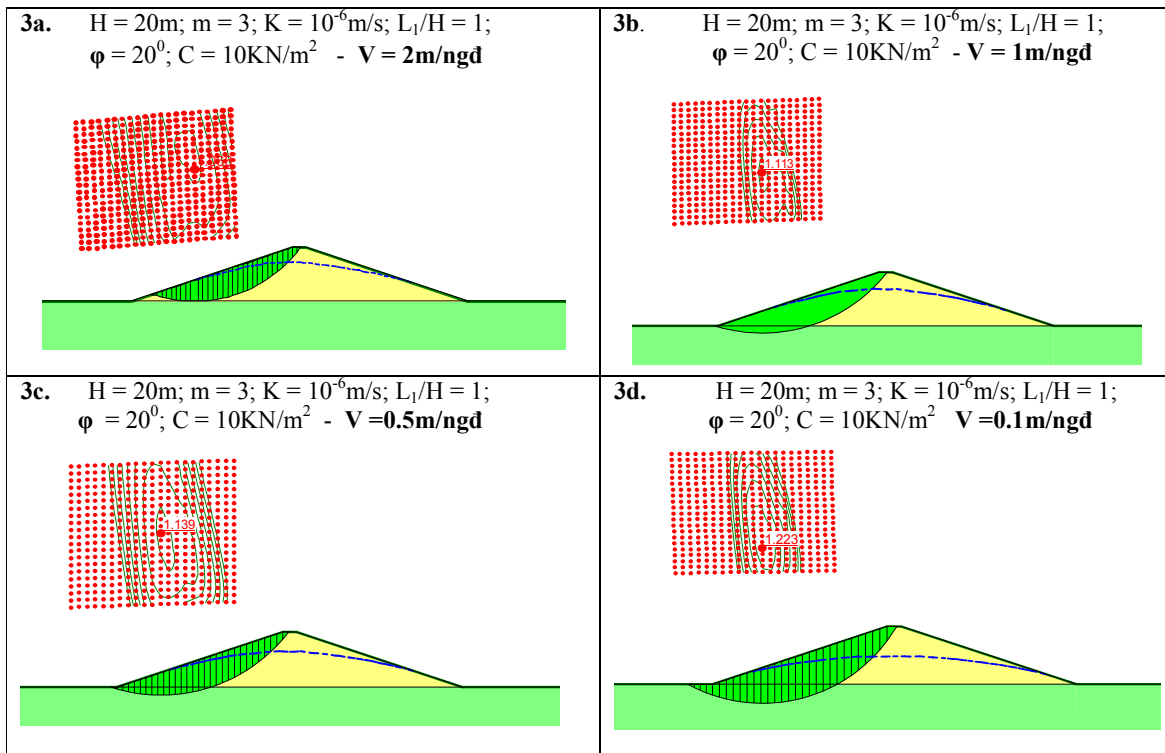 3a. H = 20m; m = 3; K = 10⁻⁶m/s; L₁/H = 1;
φ = 20⁰; C = 10KN/m² - V = 2m/ngđ
3b. H = 20m; m = 3; K = 10⁻⁶m/s; L₁/H = 1;
φ = 20⁰; C = 10KN/m² - V = 1m/ngđ
1.113
3c. H = 20m; m = 3; K = 10⁻⁶m/s; L₁/H = 1;
φ = 20⁰; C = 10KN/m² - V =0.5m/ngđ
1.139
3d. H = 20m; m = 3; K = 10⁻⁶m/s; L₁/H = 1;
φ = 20⁰; C = 10KN/m² V =0.1m/ngđ
1.223